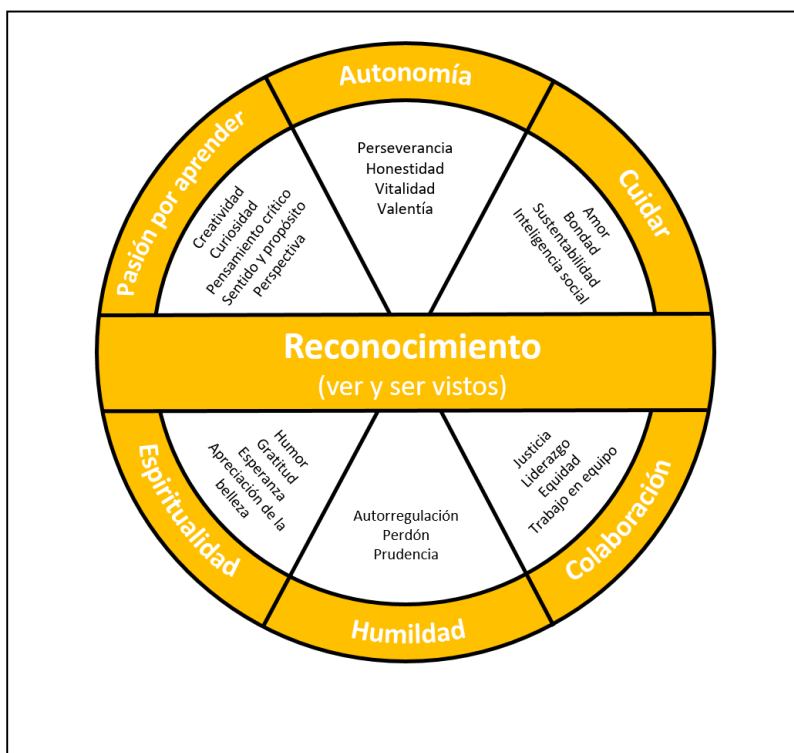 Autonomía
Perseverancia
Honestidad
Vitalidad
Valentía
Cuidar
Amor
Bondad
Sustentabilidad
Inteligencia social
Pasión por aprender
Creatividad
Curiosidad
Pensamiento crítico
Sentido y propósito
Perspectiva
Reconocimiento
(ver y ser vistos)
Espiritualidad
Humor
Gratitud
Esperanza
Apreciación de la
belleza
Humildad
Autorregulación
Perdón
Prudencia
Colaboración
Justicia
Liderazgo
Equidad
Trabajo en equipo